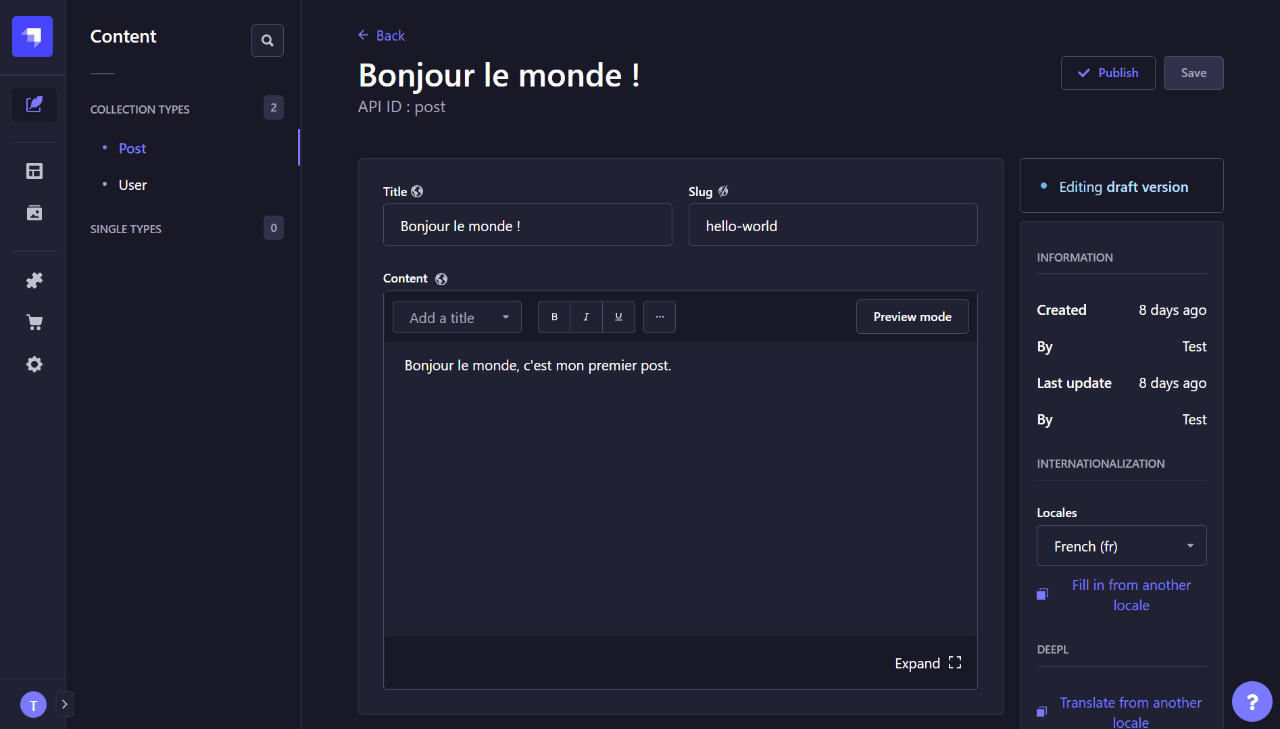 Content
COLLECTION TYPES 2
Post
User
SINGLE TYPES 0
T
Back
Bonjour le monde !
API ID : post
Publish
Save
Title
Bonjour le monde !
Slug
hello-world
Content
Add a title
B I U ...
Preview mode
Bonjour le monde, c'est mon premier post.
Expand
Editing draft version
INFORMATION
Created 8 days ago
By Test
Last update 8 days ago
By Test
INTERNATIONALIZATION
Locales
French (fr)
Fill in from another
locale
DEEPL
Translate from another
locale
?